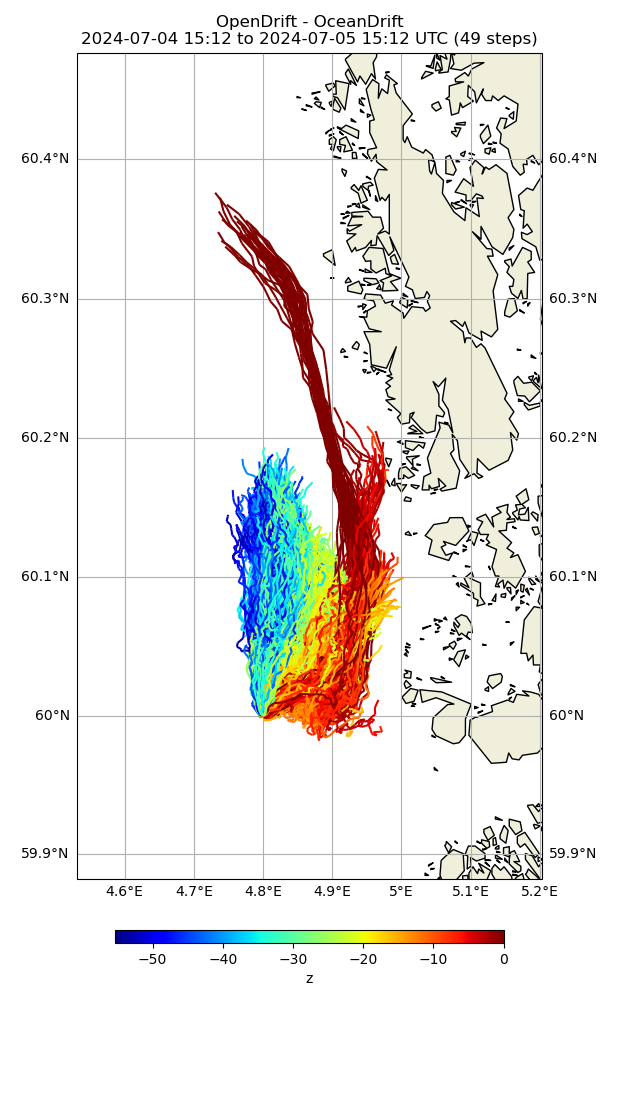 OpenDrift - OceanDrift
2024-07-04 15:12 to 2024-07-05 15:12 UTC (49 steps)
60.4°N 60.4°N
60.3°N 60.3°N
60.2°N 60.2°N
60.1°N 60.1°N
60°N 60°N
59.9°N 59.9°N
4.6°E 4.7°E 4.8°E 4.9°E 5°E 5.1°E 5.2°E
−50 −40 −30 −20 −10 0
z